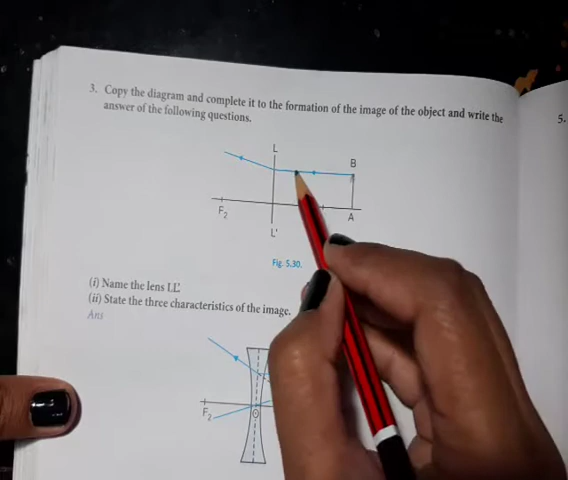 3. Copy the diagram and complete it to the formation of the image of the object and write the
answer of the following questions.
5.
L
B
F₂
A
L'
Fig. 5.30.
(i) Name the lens LL'.
(ii) State the three characteristics of the image.
Ans
F₂
O